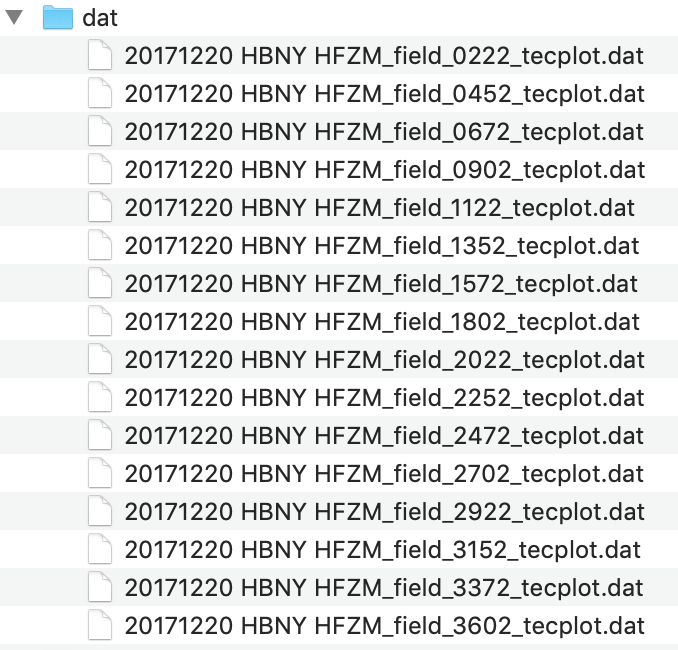 dat
20171220 HBNY HFZM_field_0222_tecplot.dat
20171220 HBNY HFZM_field_0452_tecplot.dat
20171220 HBNY HFZM_field_0672_tecplot.dat
20171220 HBNY HFZM_field_0902_tecplot.dat
20171220 HBNY HFZM_field_1122_tecplot.dat
20171220 HBNY HFZM_field_1352_tecplot.dat
20171220 HBNY HFZM_field_1572_tecplot.dat
20171220 HBNY HFZM_field_1802_tecplot.dat
20171220 HBNY HFZM_field_2022_tecplot.dat
20171220 HBNY HFZM_field_2252_tecplot.dat
20171220 HBNY HFZM_field_2472_tecplot.dat
20171220 HBNY HFZM_field_2702_tecplot.dat
20171220 HBNY HFZM_field_2922_tecplot.dat
20171220 HBNY HFZM_field_3152_tecplot.dat
20171220 HBNY HFZM_field_3372_tecplot.dat
20171220 HBNY HFZM_field_3602_tecplot.dat